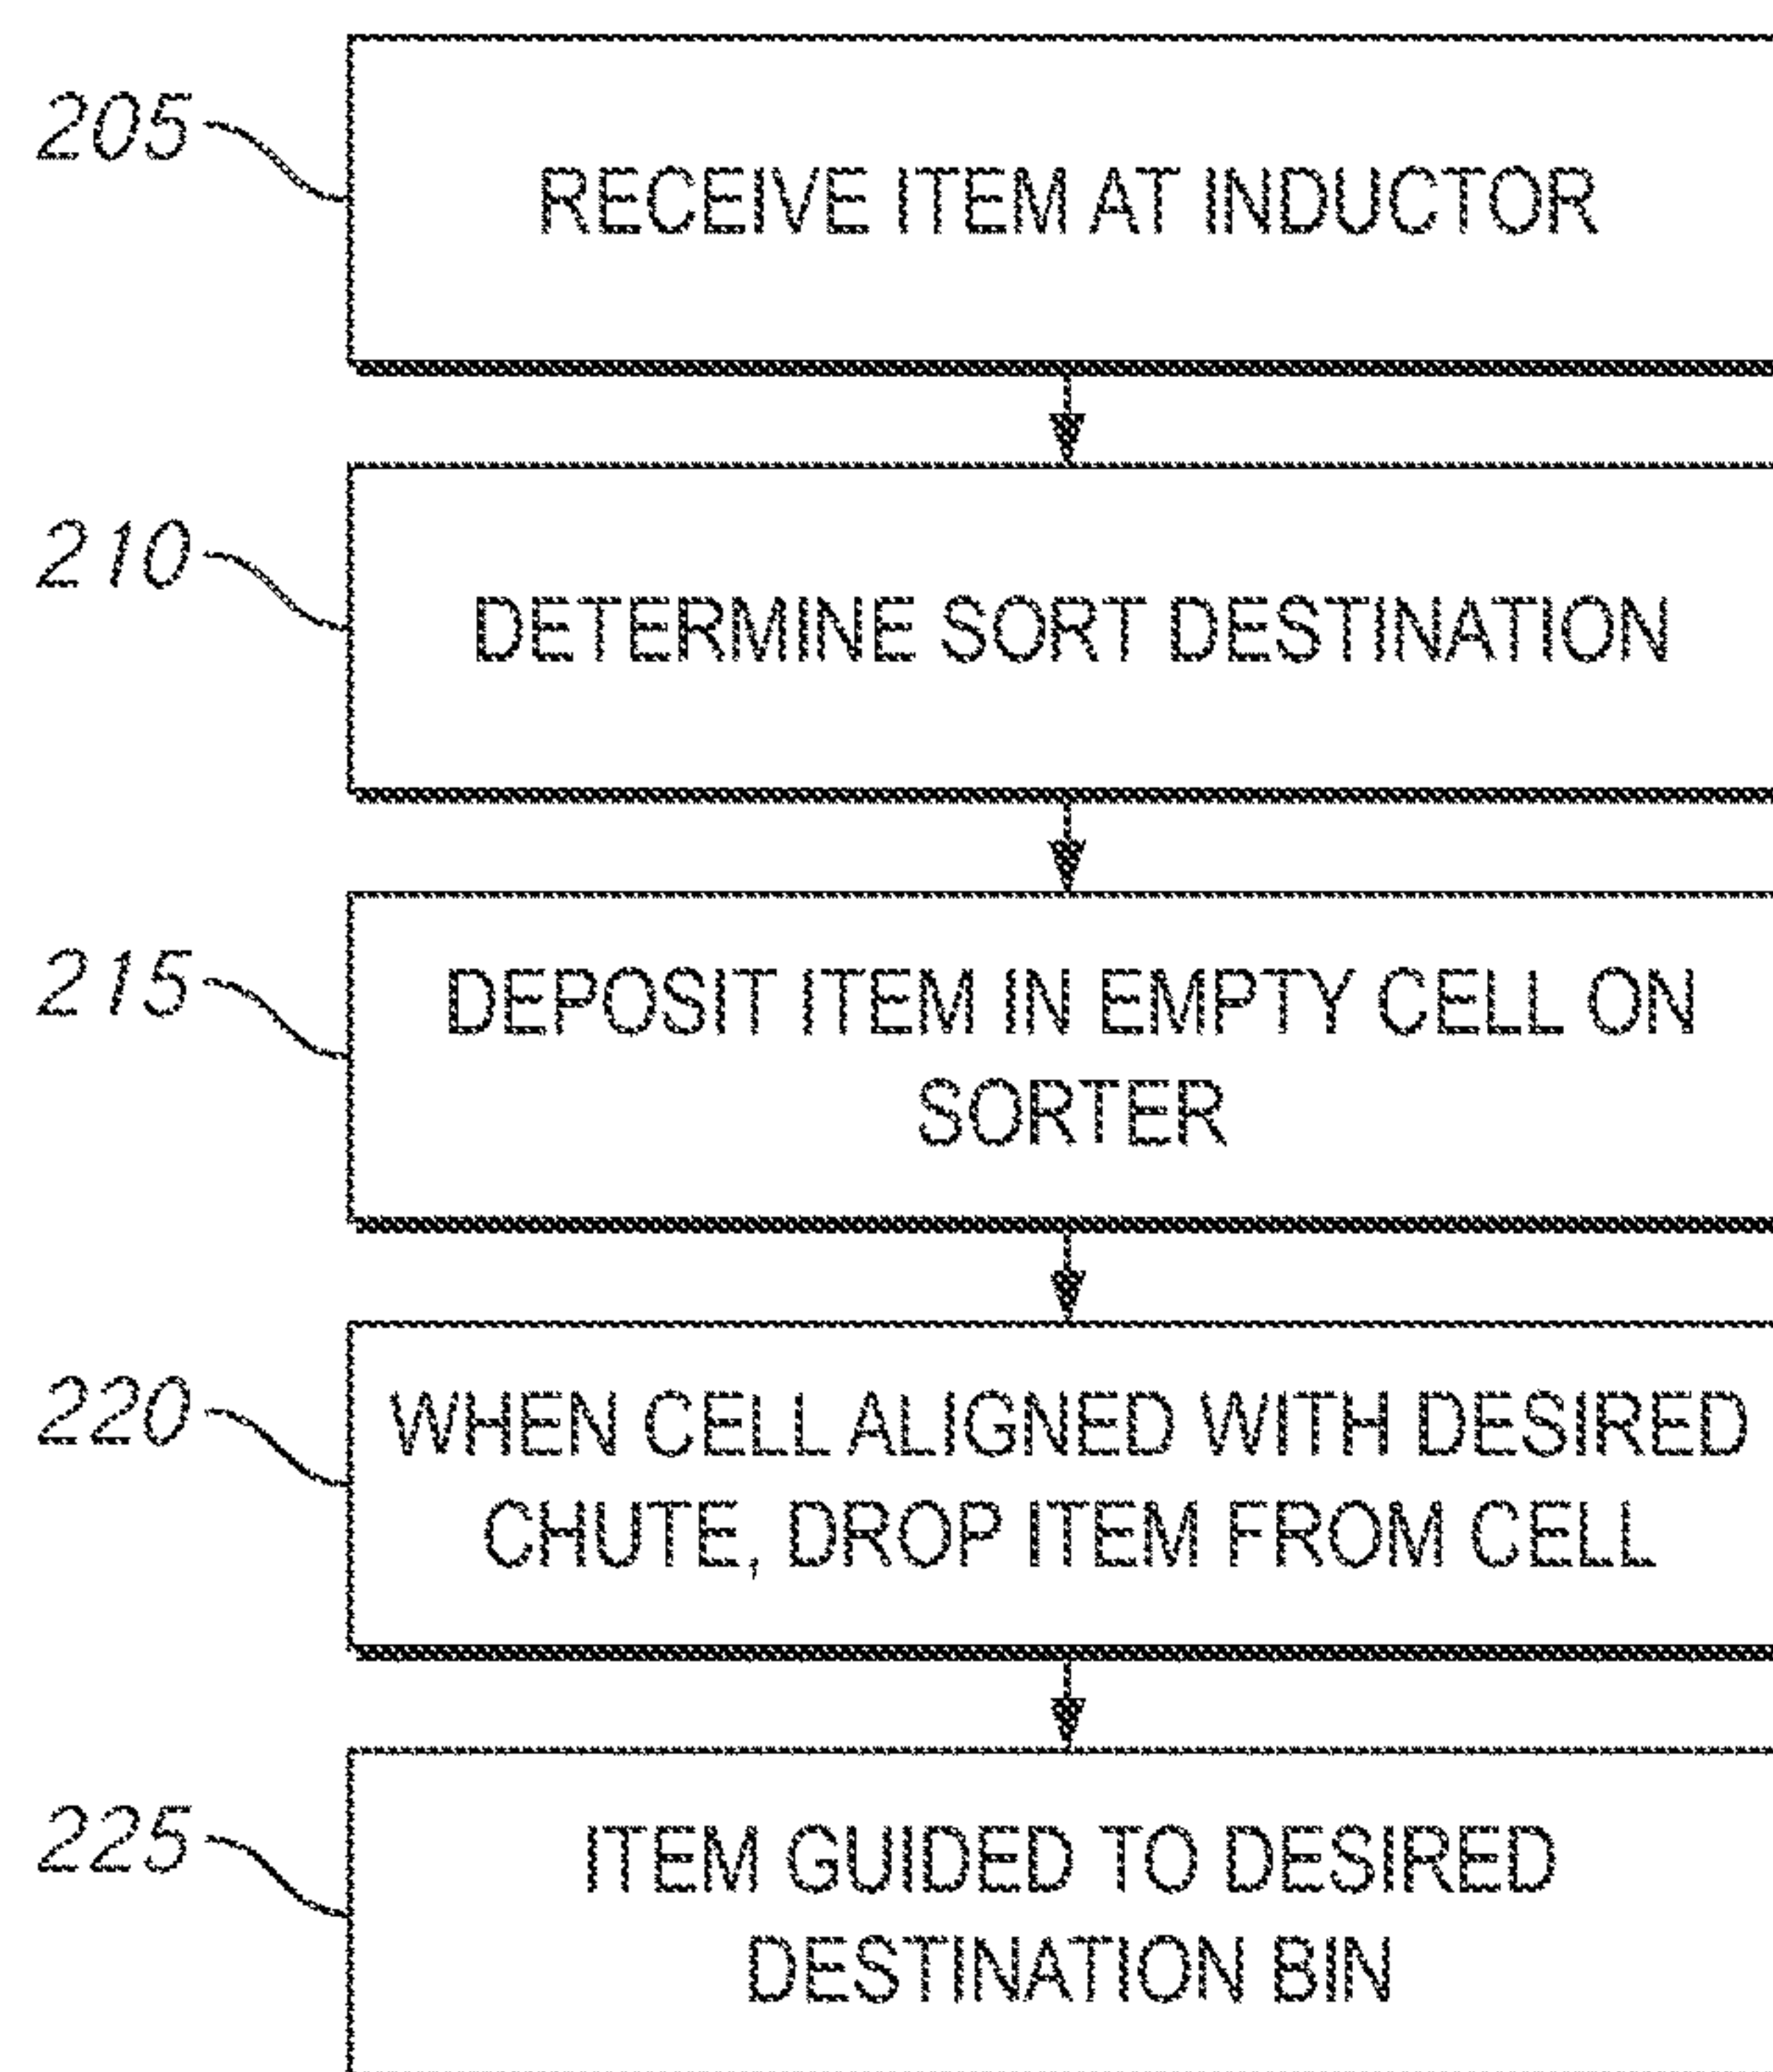 205
RECEIVE ITEM AT INDUCTOR
210
DETERMINE SORT DESTINATION
215
DEPOSIT ITEM IN EMPTY CELL ON
SORTER
220
WHEN CELL ALIGNED WITH DESIRED
CHUTE, DROP ITEM FROM CELL
225
ITEM GUIDED TO DESIRED
DESTINATION BIN